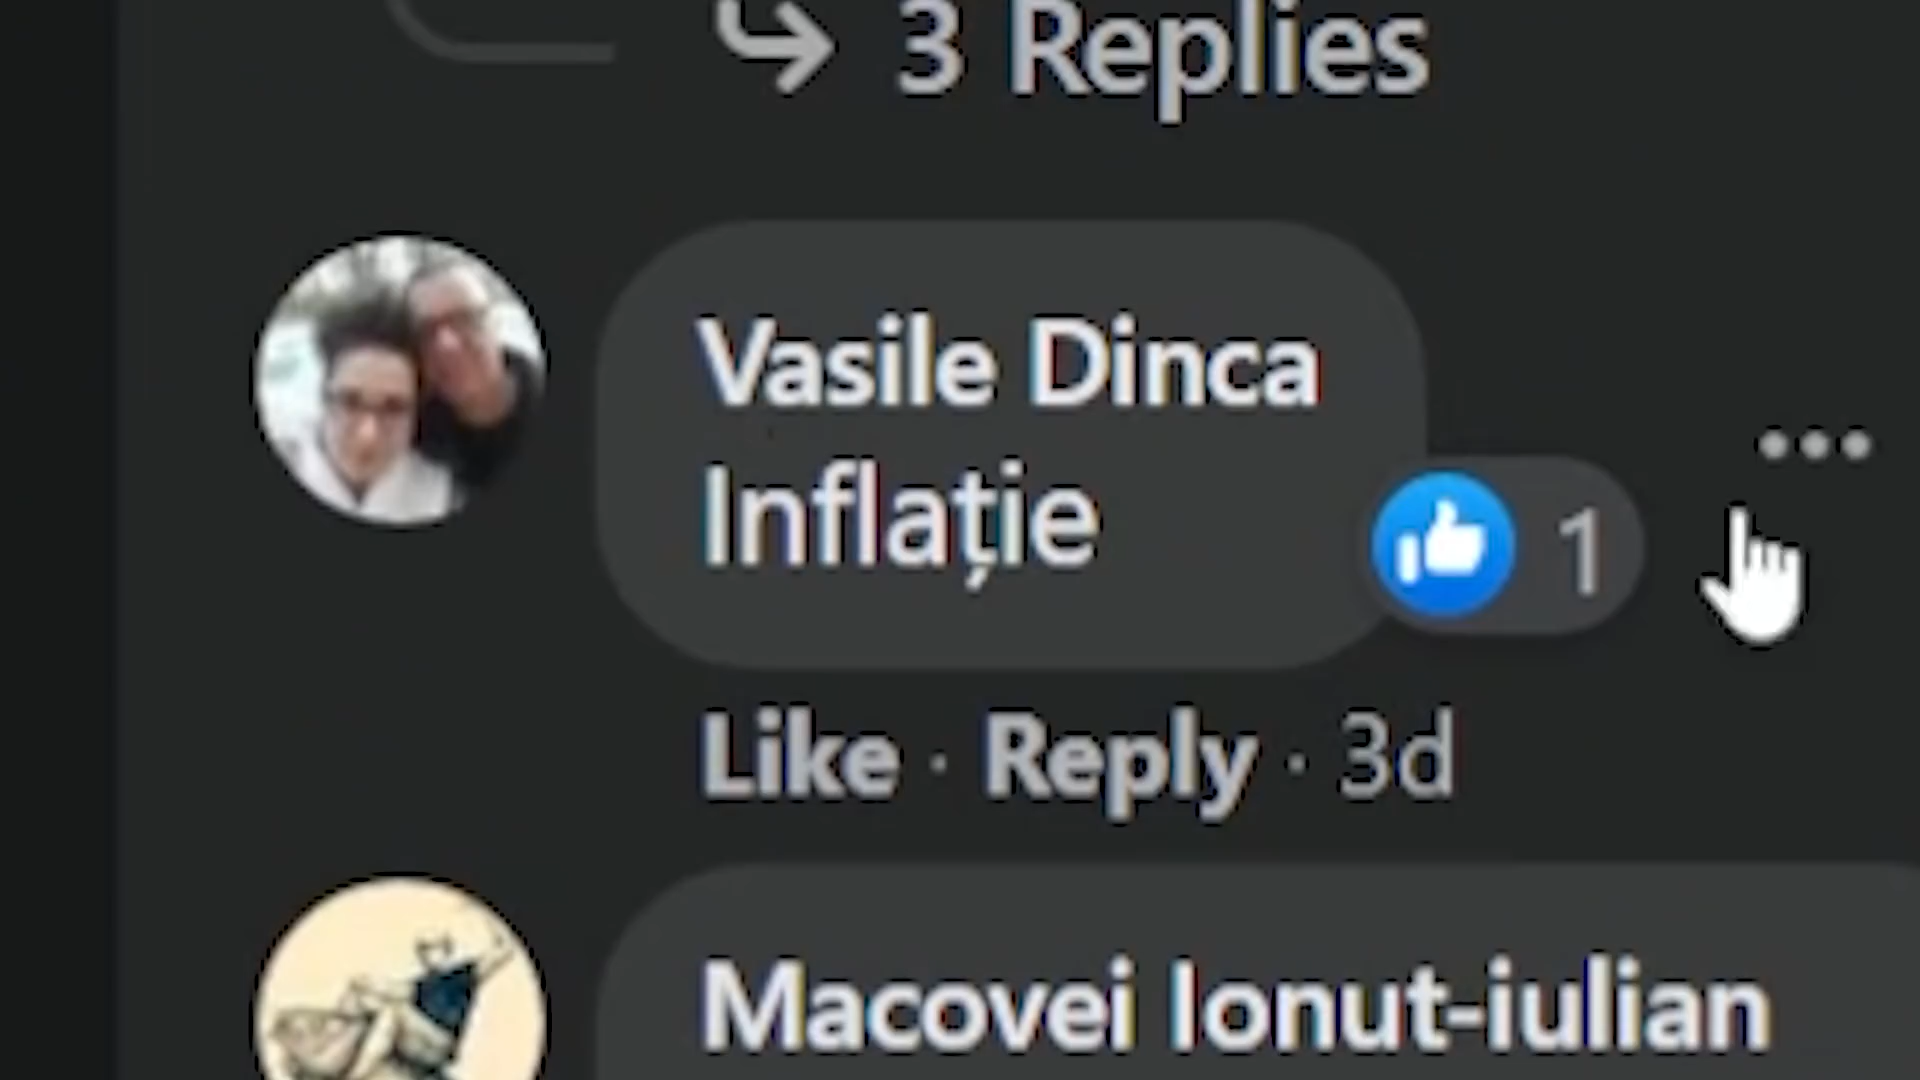 3 Replies
Vasile Dinca
Inflație
1
Like · Reply · 3d
Macovei Ionut-iulian